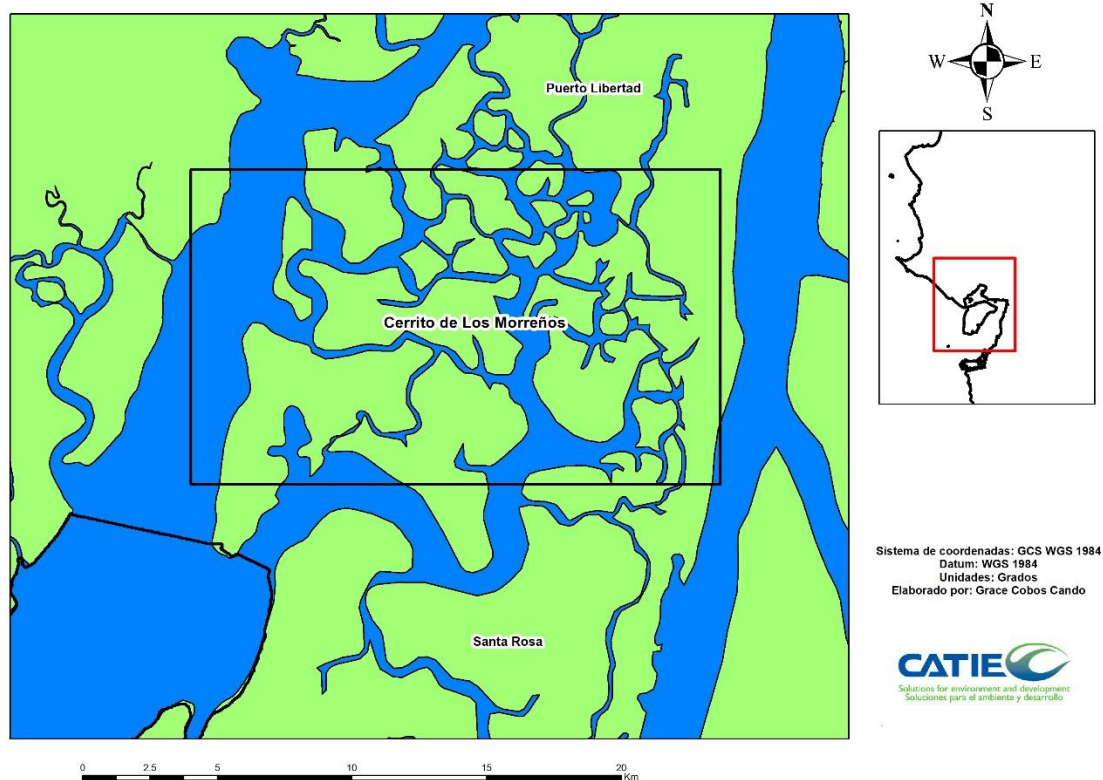 N
W E
S
Puerto Libertad
Cerrito de Los Morreños
Santa Rosa
Sistema de coordenadas: GCS WGS 1984
Datum: WGS 1984
Unidades: Grados
Elaborado por: Grace Cobos Cando
CATIE
Solutions for environment and development
Soluciones para el ambiente y desarrollo
0 2.5 5 10 15 20
Km